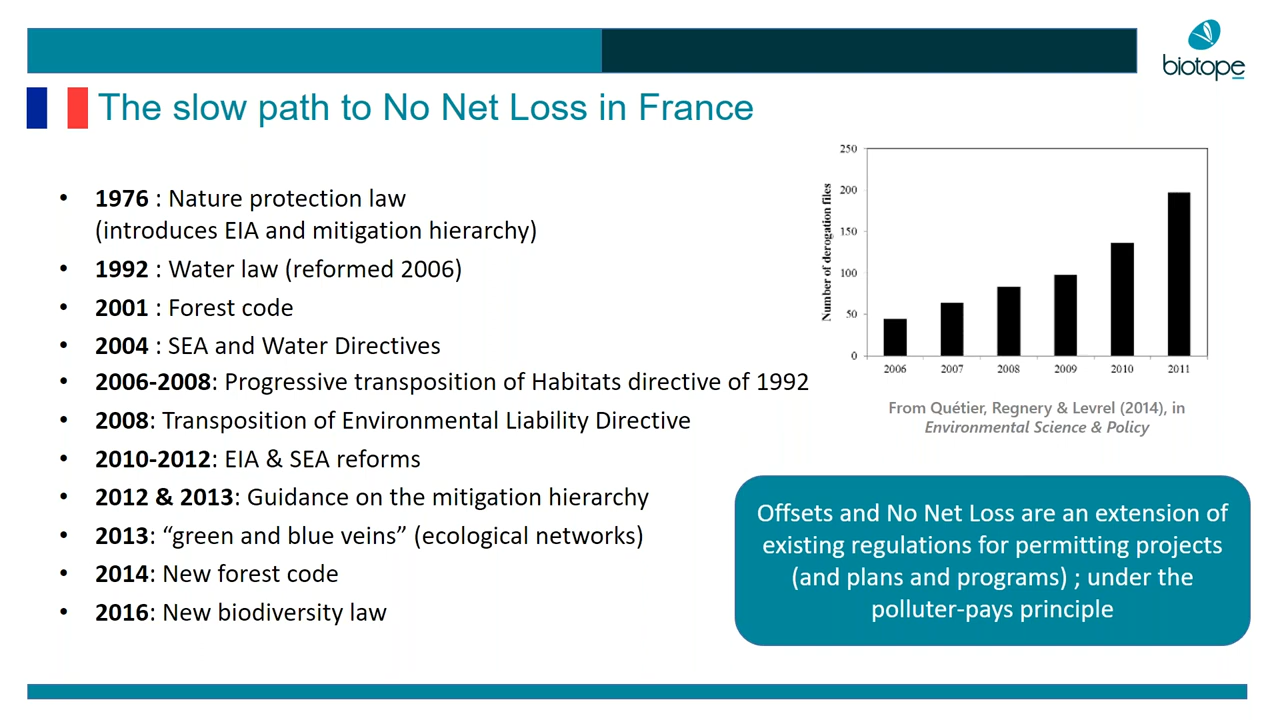 biotope
The slow path to No Net Loss in France
• 1976 : Nature protection law
(introduces EIA and mitigation hierarchy)
• 1992 : Water law (reformed 2006)
• 2001 : Forest code
• 2004 : SEA and Water Directives
• 2006-2008: Progressive transposition of Habitats directive of 1992
• 2008: Transposition of Environmental Liability Directive
• 2010-2012: EIA & SEA reforms
• 2012 & 2013: Guidance on the mitigation hierarchy
• 2013: “green and blue veins” (ecological networks)
• 2014: New forest code
• 2016: New biodiversity law
Number of derogation files
250
200
150
100
50
0
2006 2007 2008 2009 2010 2011
From Quétier, Regnery & Levrel (2014), in
Environmental Science & Policy
Offsets and No Net Loss are an extension of
existing regulations for permitting projects
(and plans and programs) ; under the
polluter-pays principle